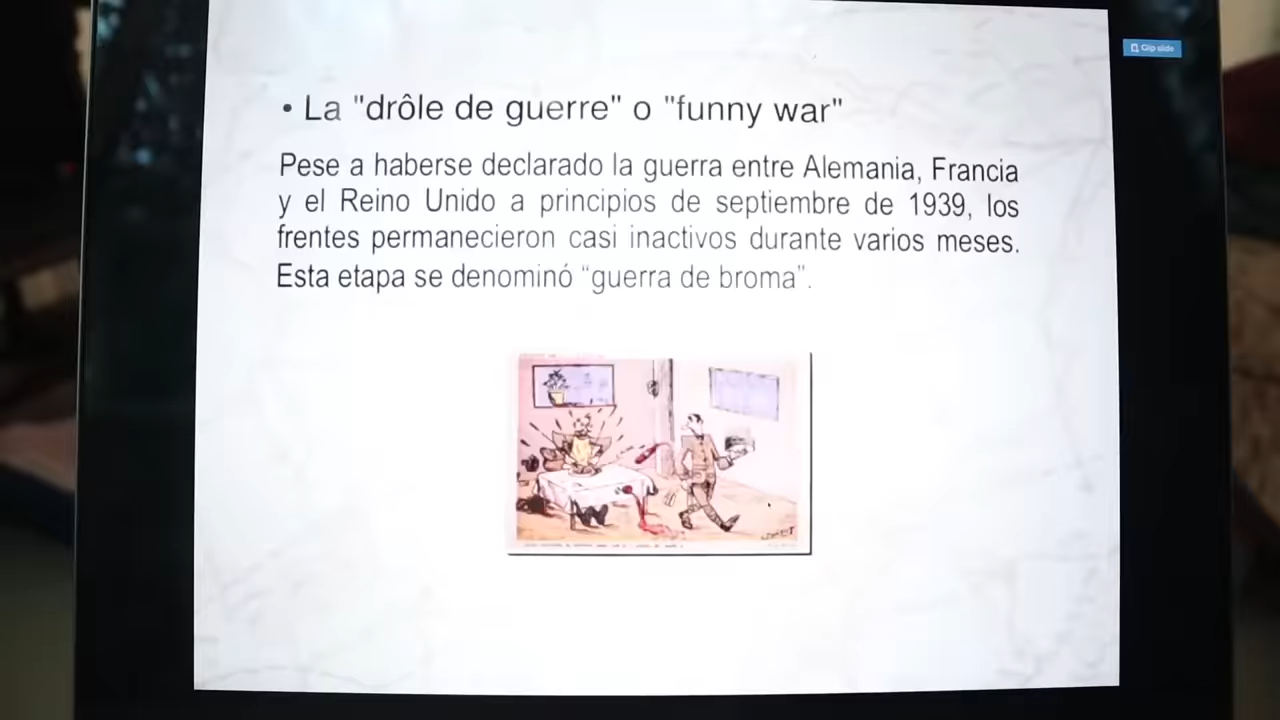 • La "drôle de guerre" o "funny war"
Pese a haberse declarado la guerra entre Alemania, Francia
y el Reino Unido a principios de septiembre de 1939, los
frentes permanecieron casi inactivos durante varios meses.
Esta etapa se denominó “guerra de broma”.
Clip slide